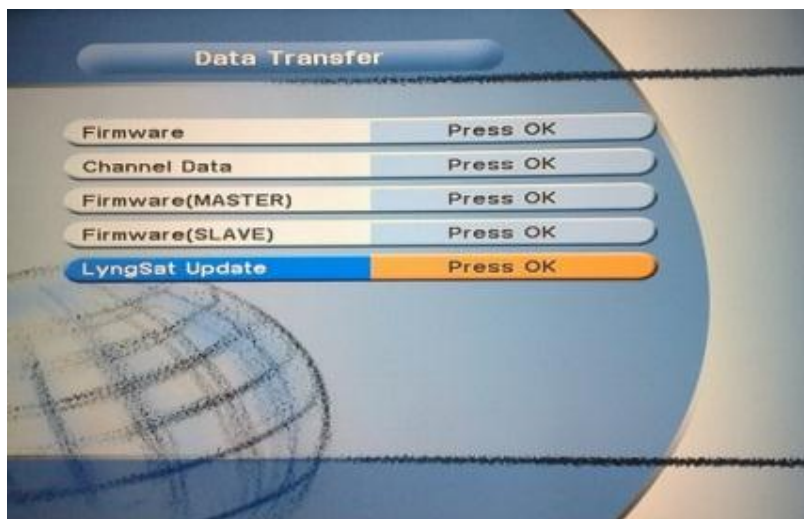 Data Transfer
Firmware Press OK
Channel Data Press OK
Firmware(MASTER) Press OK
Firmware(SLAVE) Press OK
LyngSat Update Press OK